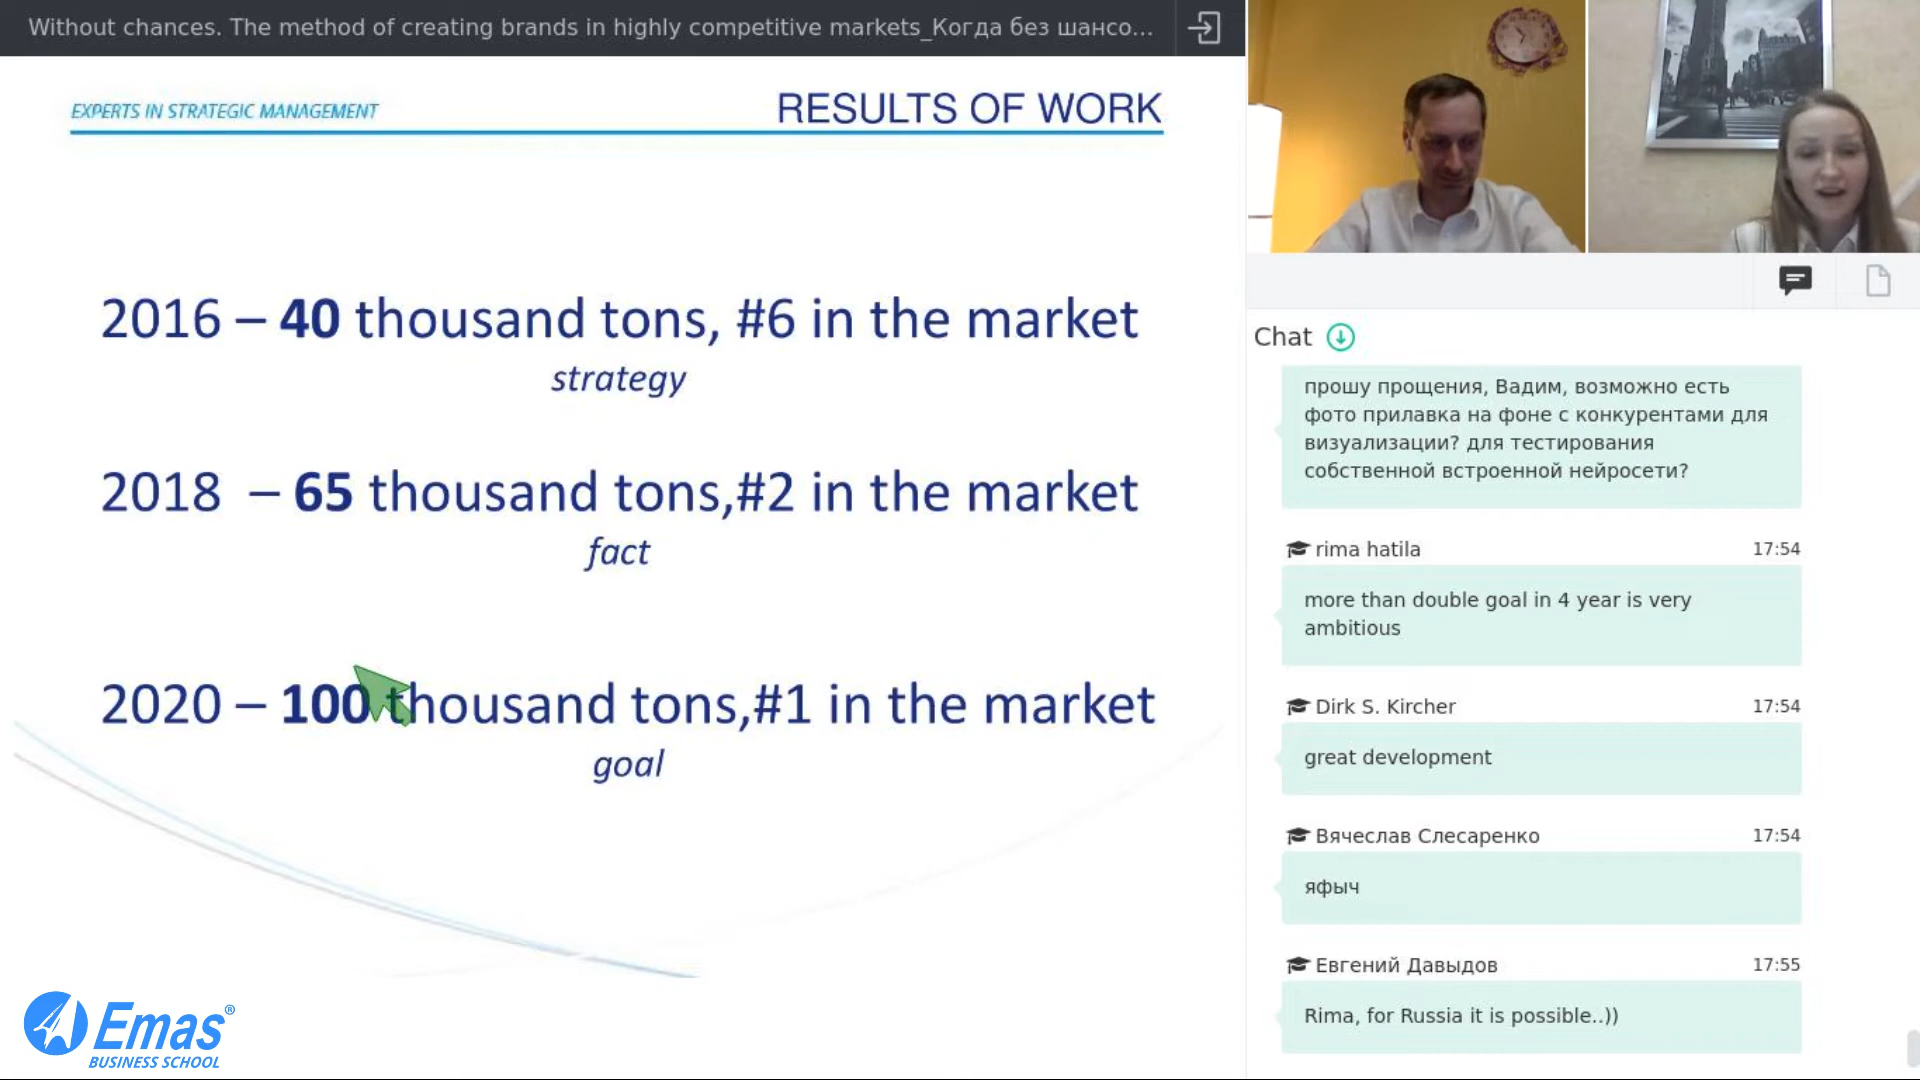 Without chances. The method of creating brands in highly competitive markets_Когда без шансо...
EXPERTS IN STRATEGIC MANAGEMENT
RESULTS OF WORK
2016 – 40 thousand tons, #6 in the market
strategy
2018 – 65 thousand tons,#2 in the market
fact
2020 – 100 thousand tons,#1 in the market
goal
Emas®
BUSINESS SCHOOL
Chat
прошу прощения, Вадим, возможно есть
фото прилавка на фоне с конкурентами для
визуализации? для тестирования
собственной встроенной нейросети?
rima hatila 17:54
more than double goal in 4 year is very
ambitious
Dirk S. Kircher 17:54
great development
Вячеслав Слесаренко 17:54
яфыч
Евгений Давыдов 17:55
Rima, for Russia it is possible..))